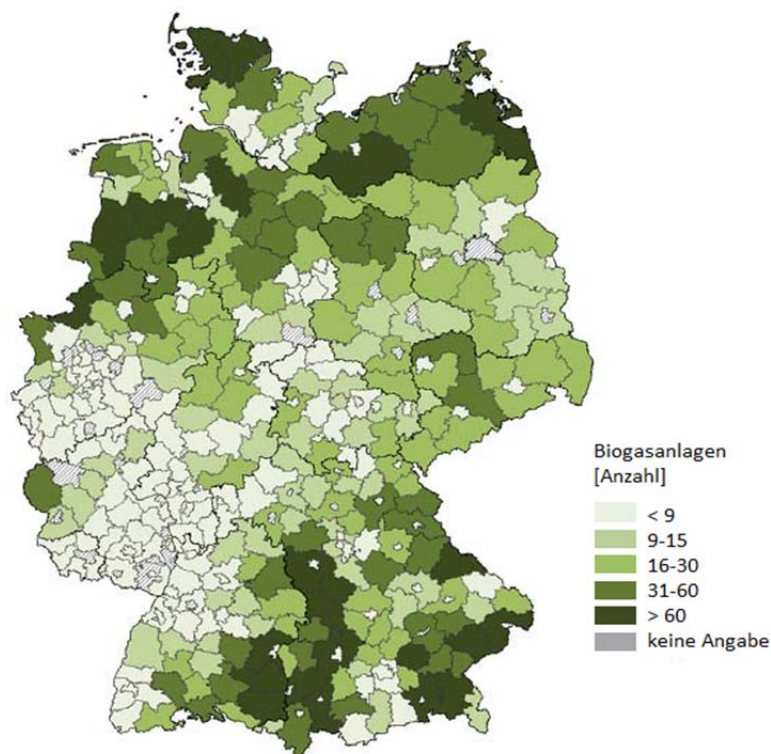 Biogasanlagen
[Anzahl]
< 9
9-15
16-30
31-60
> 60
keine Angabe